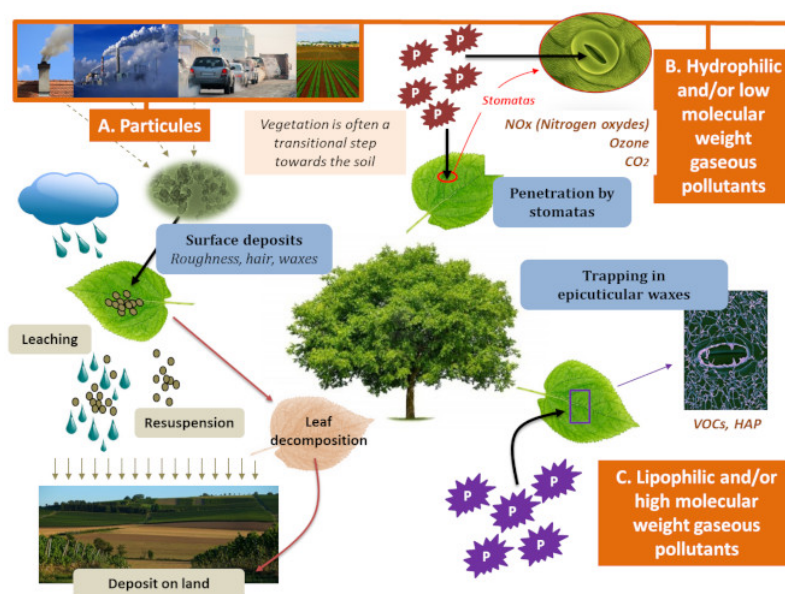 A. Particules
Vegetation is often a
transitional step
towards the soil
P
P
P
P
P
P
Stomatas
NOx (Nitrogen oxydes)
Ozone
CO2
B. Hydrophilic
and/or low
molecular
weight
gaseous
pollutants
Penetration by
stomatas
Surface deposits
Roughness, hair, waxes
Trapping in
epicuticular waxes
Leaching
Resuspension
Leaf
decomposition
VOCs, HAP
P
P
P
P
P
C. Lipophilic and/or
high molecular
weight gaseous
pollutants
Deposit on land